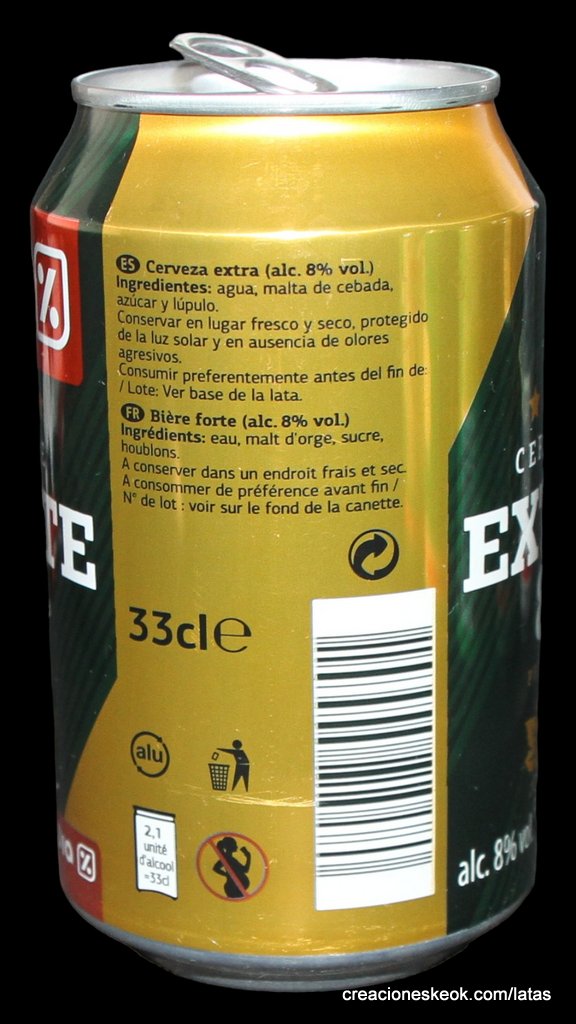 ES Cerveza extra (alc. 8% vol.)
Ingredientes: agua, malta de cebada,
azúcar y lúpulo.
Conservar en lugar fresco y seco, protegido
de la luz solar y en ausencia de olores
agresivos.
Consumir preferentemente antes del fin de:
/ Lote: Ver base de la lata.
FR Bière forte (alc. 8% vol.)
Ingrédients: eau, malt d'orge, sucre,
houblons.
A conserver dans un endroit frais et sec.
A consommer de préférence avant fin /
N° de lot : voir sur le fond de la canette.
33cl e
alu
2,1
unité
d'alcool
=33cl
TE
CE
EX
alc. 8% vo
creacioneskeok.com/latas